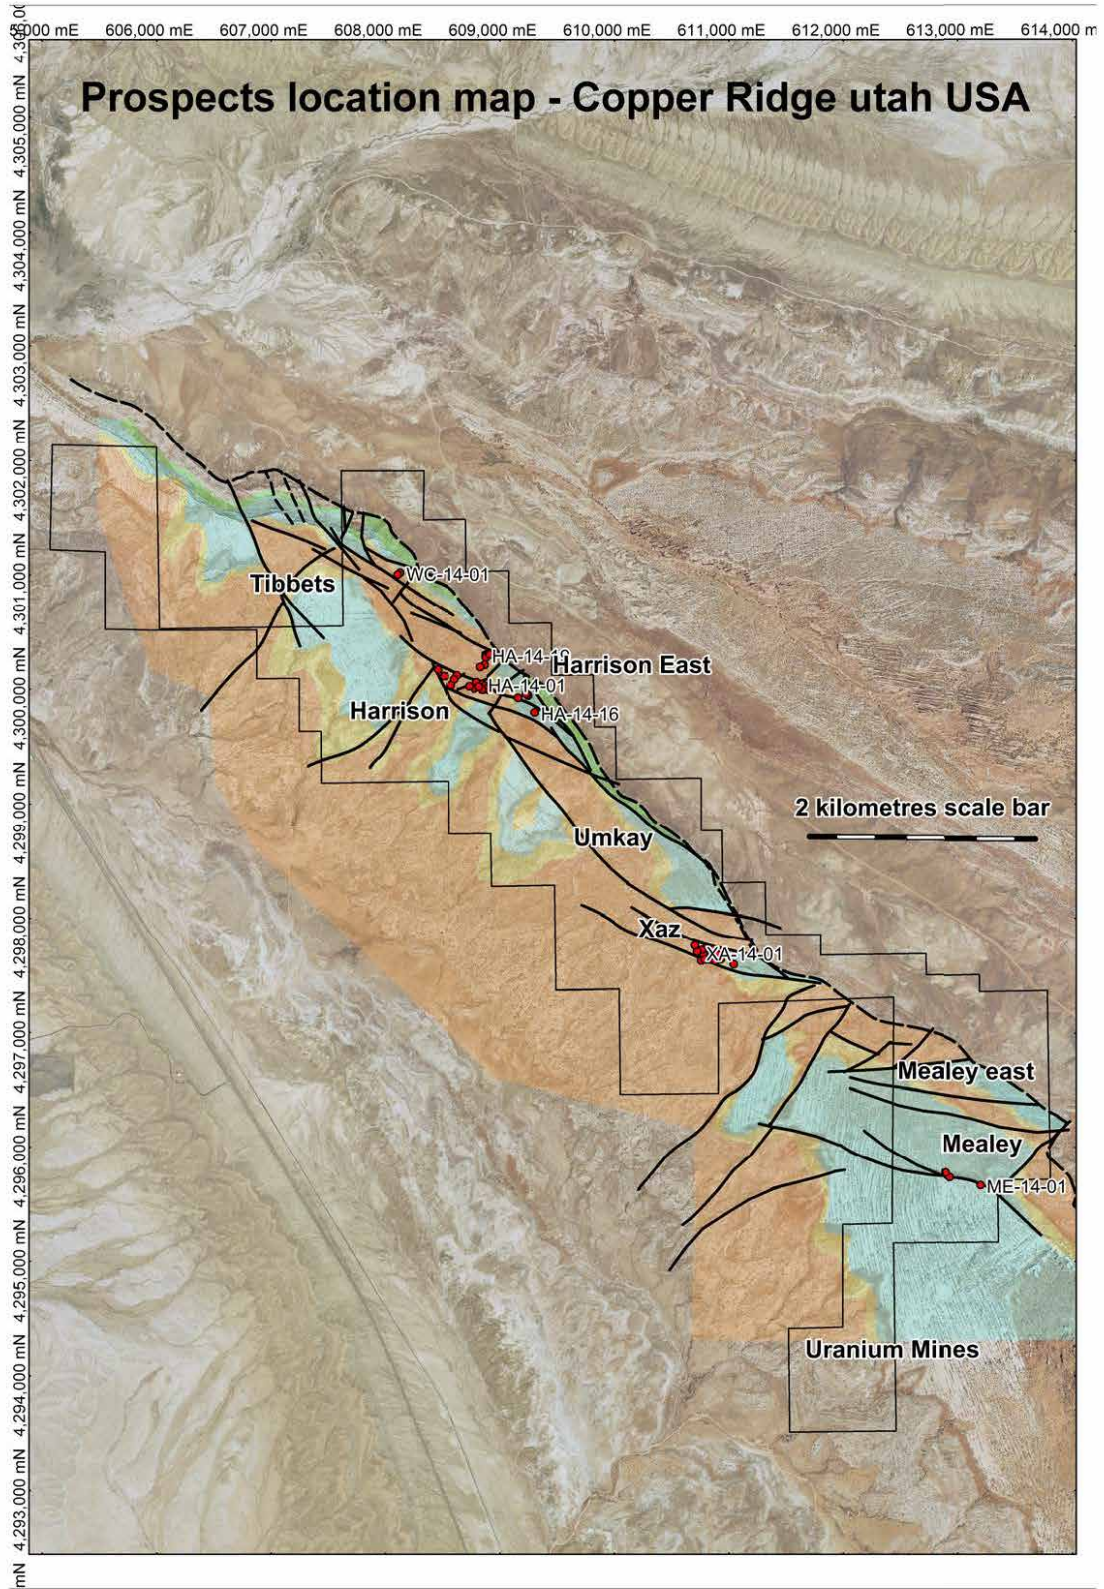 606,000 mE
607,000 mE
608,000 mE
609,000 mE
610,000 mE
611,000 mE
612,000 mE
613,000 mE
Prospects location map - Copper Ridge utah USA
4,305,000 mN
4,304,000 mN
4,303,000 mN
4,302,000 mN
4,301,000 mN
4,300,000 mN
4,299,000 mN
4,298,000 mN
4,297,000 mN
4,296,000 mN
4,295,000 mN
4,294,000 mN
4,293,000 mN
mN
WC-14-01
Tibbets
Harrison East
HA-14-01
Harrison
HA-14-16
2 kilometres scale bar
Umkay
Xaz
XA-14-01
Mealey east
Mealey
ME-14-01
Uranium Mines